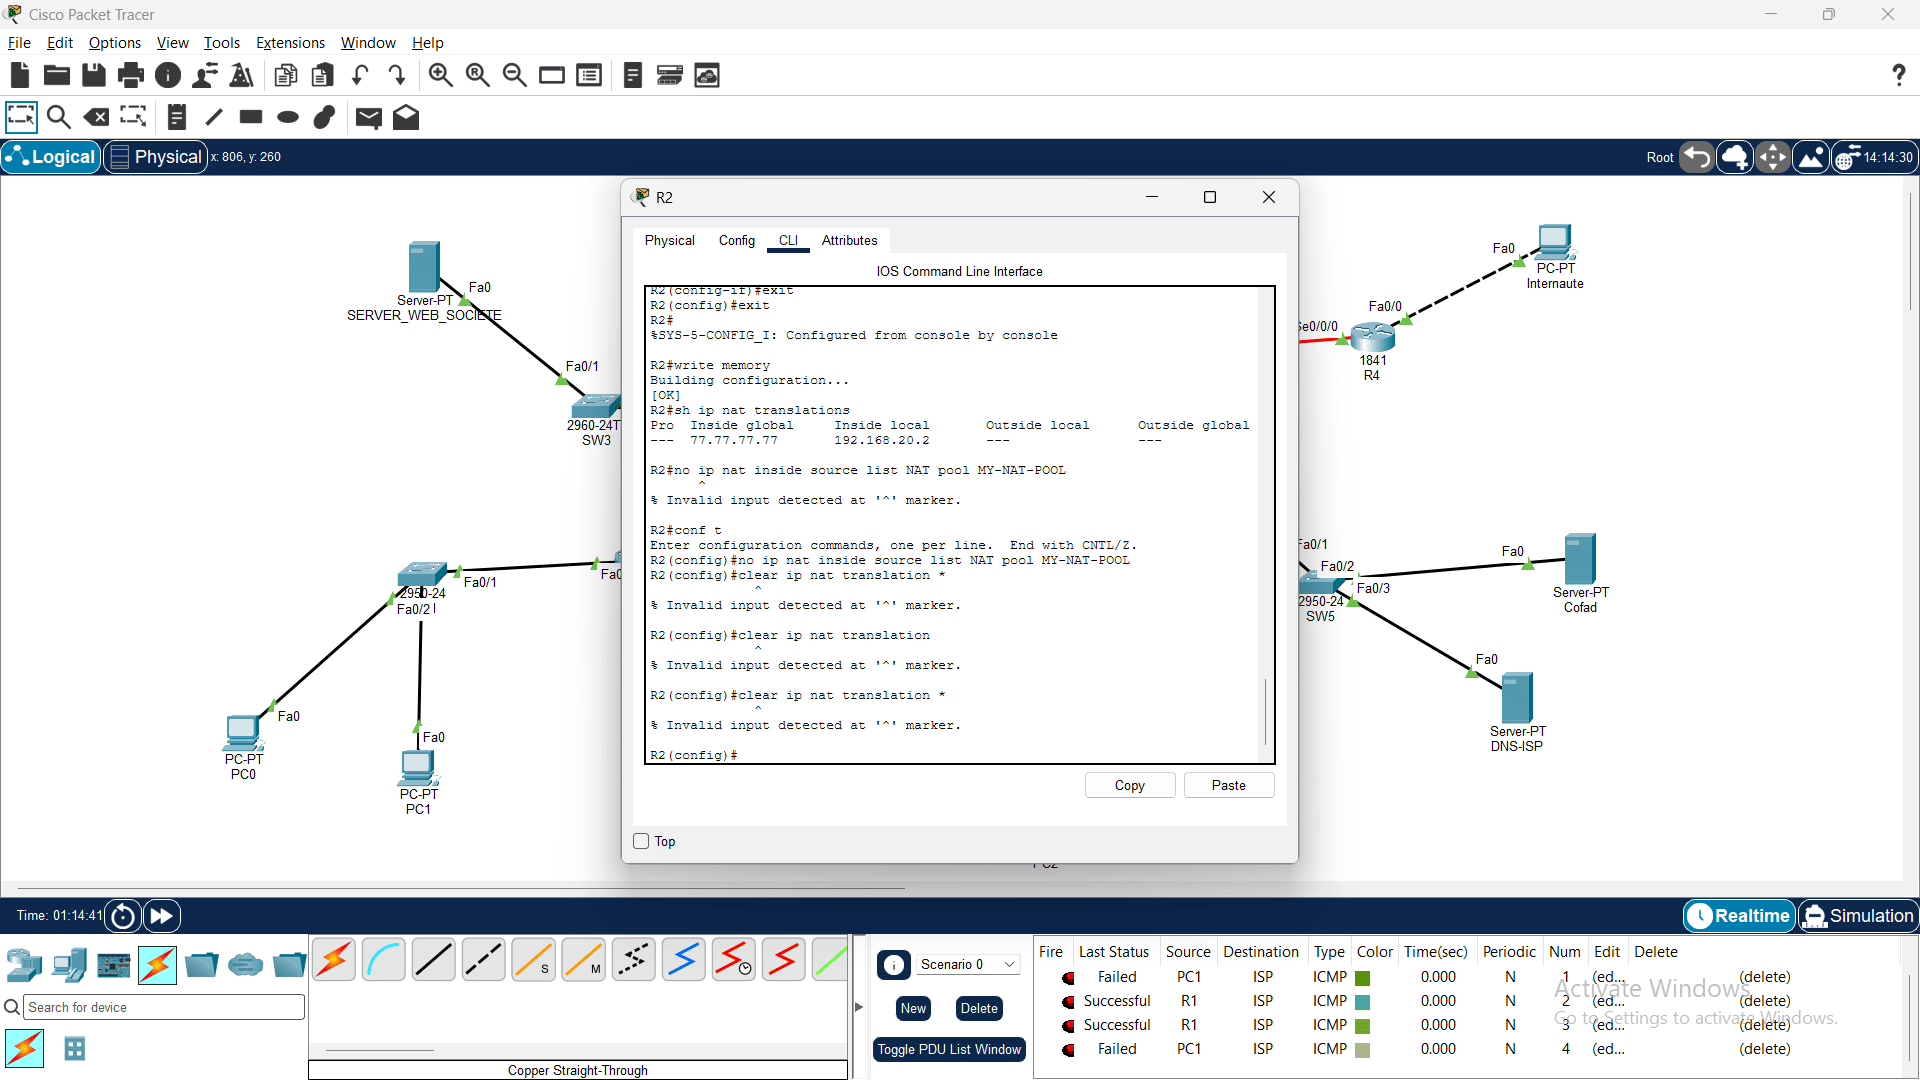 Cisco Packet Tracer
File Edit Options View Tools Extensions Window Help
Logical Physical x: 806, y: 260 Root 14:14:30
R2
Physical Config CLI Attributes
IOS Command Line Interface
R2(config-if)#exit
R2(config)#exit
R2#
%SYS-5-CONFIG_I: Configured from console by console
R2#write memory
Building configuration...
[OK]
R2#sh ip nat translations
Pro Inside global Inside local Outside local Outside global
--- 77.77.77.77 192.168.20.2 --- ---
R2#no ip nat inside source list NAT pool MY-NAT-POOL
^
% Invalid input detected at '^' marker.
R2#conf t
Enter configuration commands, one per line. End with CNTL/Z.
R2(config)#no ip nat inside source list NAT pool MY-NAT-POOL
R2(config)#clear ip nat translation *
^
% Invalid input detected at '^' marker.
R2(config)#clear ip nat translation
^
% Invalid input detected at '^' marker.
R2(config)#clear ip nat translation *
^
% Invalid input detected at '^' marker.
R2(config)#
Copy Paste
Top
Fa0
Server-PT
SERVER_WEB_SOCIETE
Fa0/1
2960-24T
SW3
Fa0/1
2950-24
Fa0/2
Fa0
PC-PT
PC0
Fa0
PC-PT
PC1
Fa0
PC-PT
Internaute
Fa0/0
Se0/0/0
1841
R4
Fa0/1
Fa0/2
Fa0/3
2950-24
SW5
Fa0
Server-PT
Cofad
Fa0
Server-PT
DNS-ISP
Time: 01:14:41 Realtime Simulation
Search for device
Copper Straight-Through
Scenario 0
New Delete
Toggle PDU List Window
Fire Last Status Source Destination Type Color Time(sec) Periodic Num Edit Delete
Failed PC1 ISP ICMP 0.000 N 1 (ed... (delete)
Successful R1 ISP ICMP 0.000 N 2 (ed... (delete)
Successful R1 ISP ICMP 0.000 N 3 (ed... (delete)
Failed PC1 ISP ICMP 0.000 N 4 (ed... (delete)
Activate Windows
Go to Settings to activate Windows.